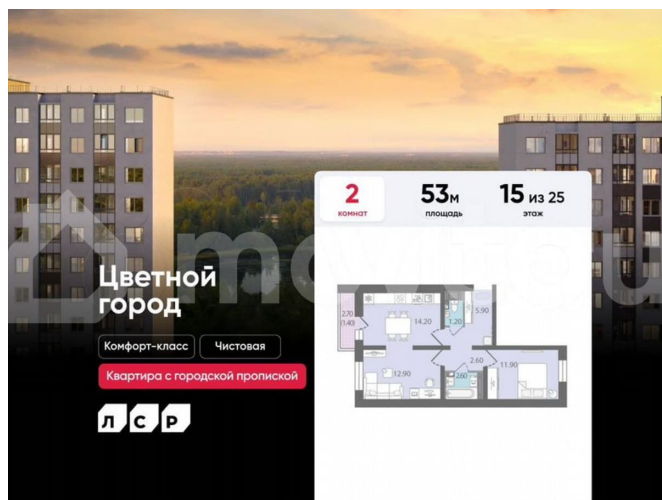 2
комнат
53м
площадь
15 из 25
этаж
Цветной
город
Комфорт-класс
Чистовая
Квартира с городской пропиской
ЛСР
2.70
(1.40)
14.20
1.20
5.90
12.90
2.60
2.60
11.90